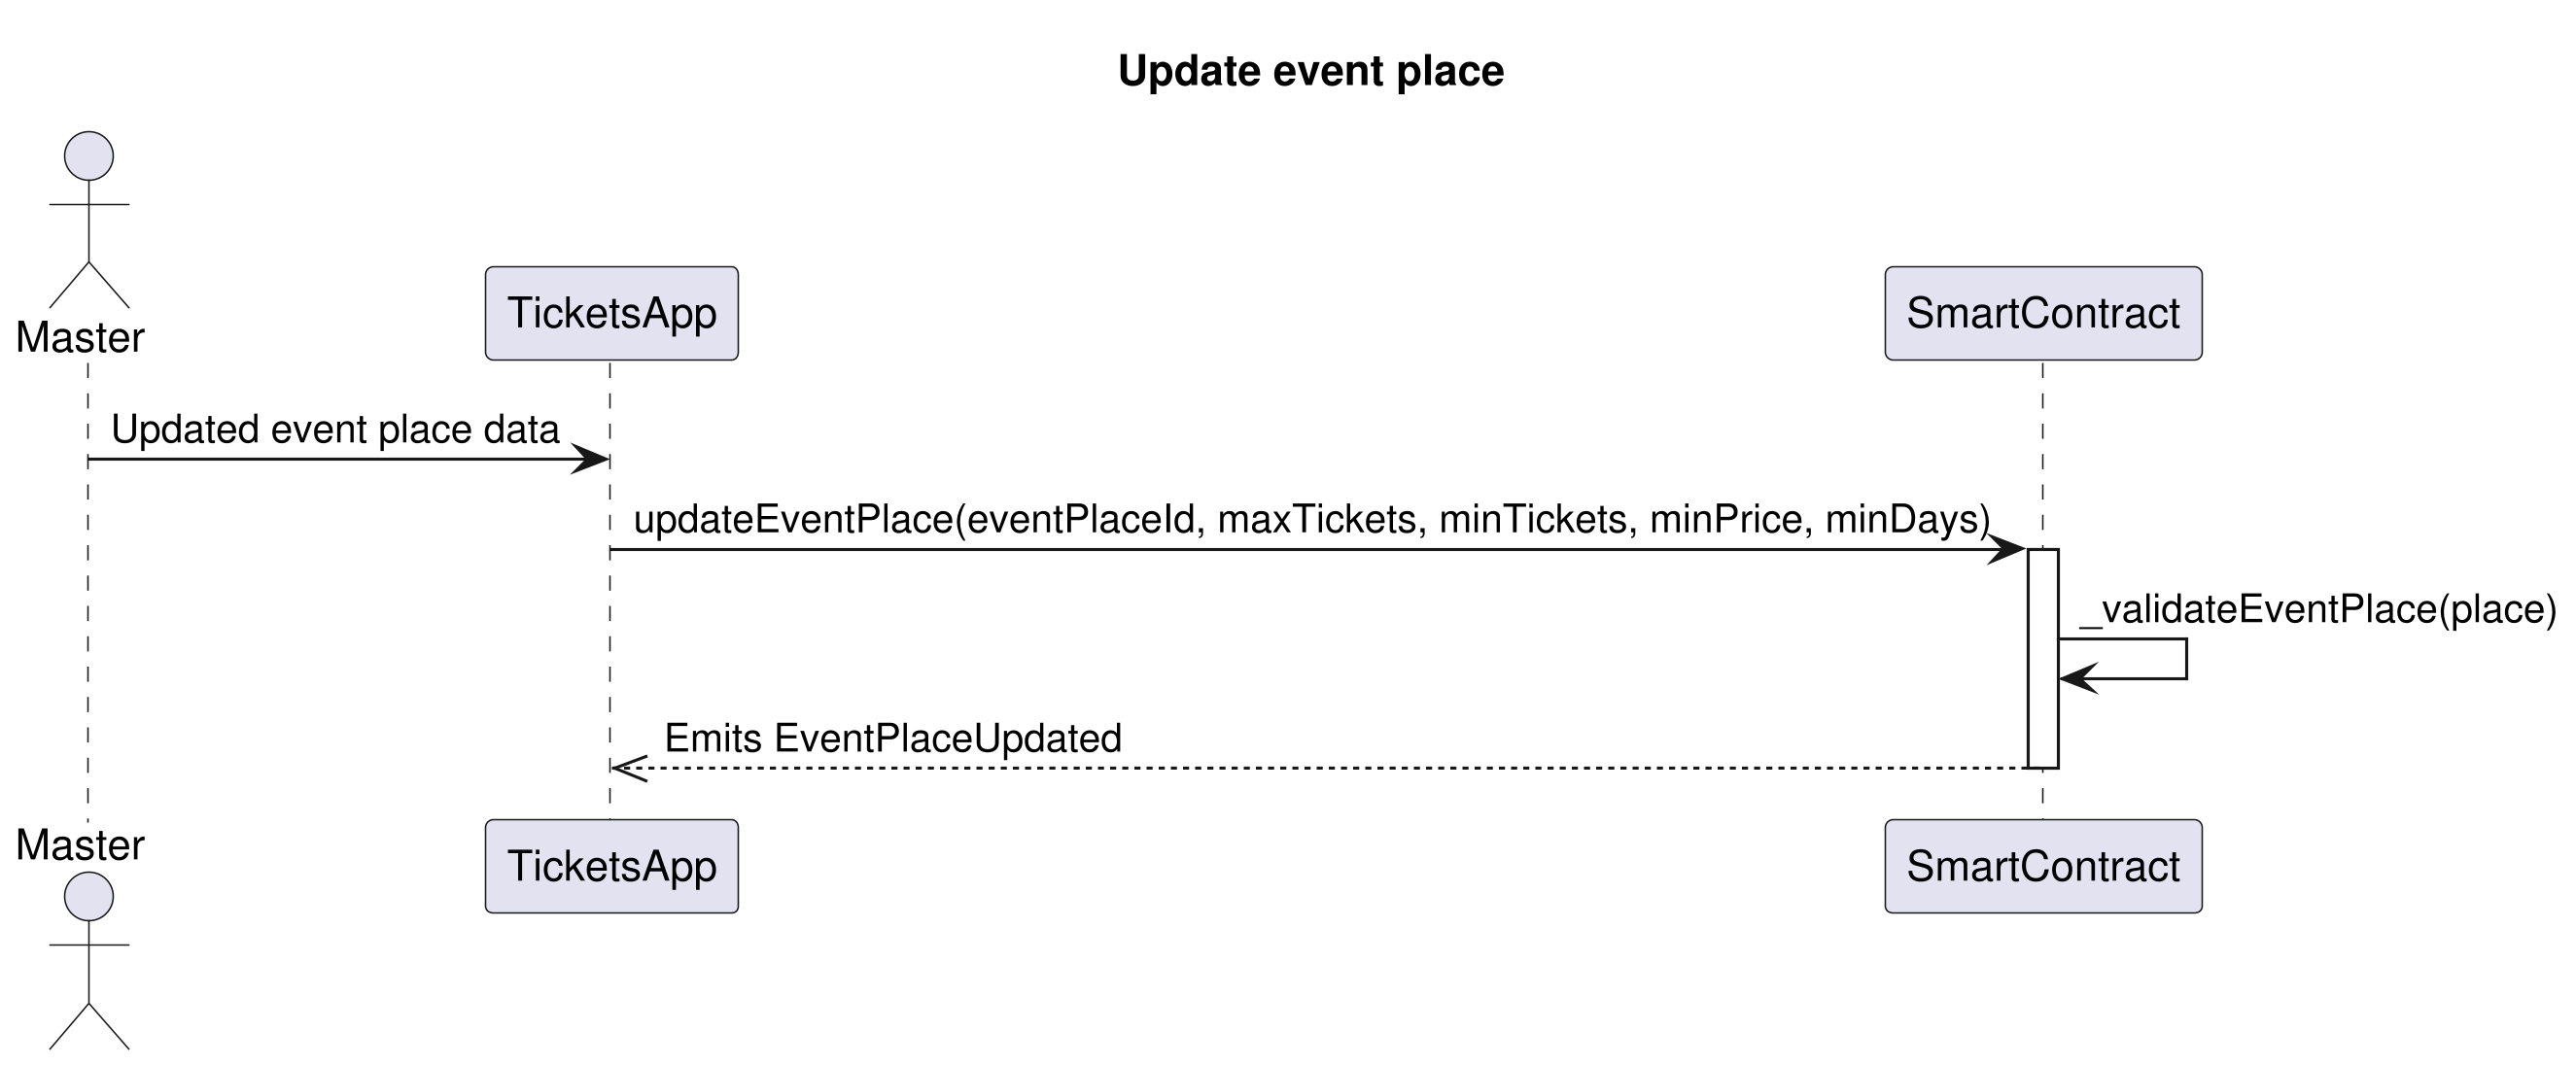 Update event place
Master
TicketsApp
SmartContract
Updated event place data
updateEventPlace(eventPlaceId, maxTickets, minTickets, minPrice, minDays)
_validateEventPlace(place)
Emits EventPlaceUpdated
Master
TicketsApp
SmartContract